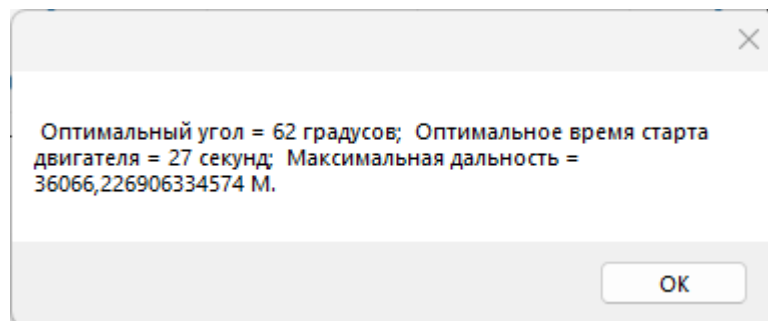 Оптимальный угол = 62 градусов;  Оптимальное время старта
двигателя = 27 секунд;  Максимальная дальность =
36066,226906334574 М.
OK